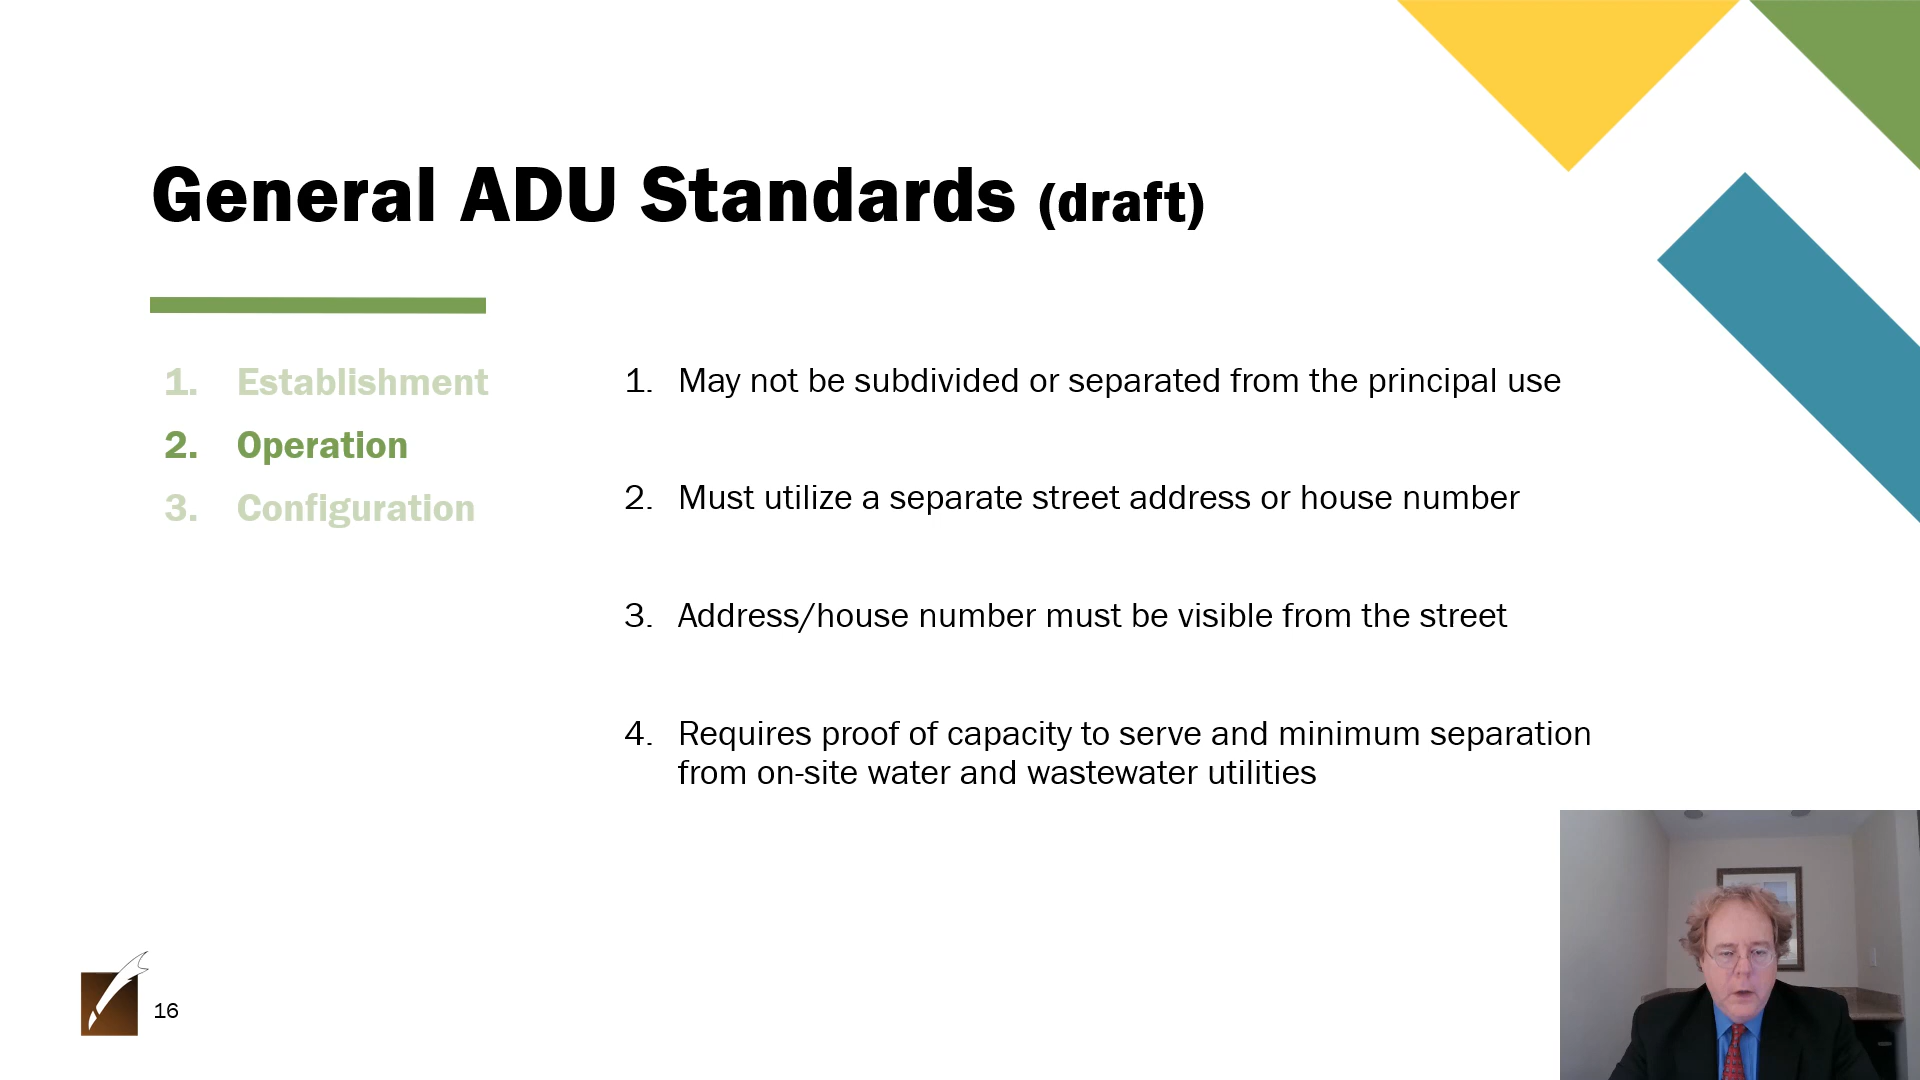 General ADU Standards (draft)
1. Establishment
2. Operation
3. Configuration
1. May not be subdivided or separated from the principal use
2. Must utilize a separate street address or house number
3. Address/house number must be visible from the street
4. Requires proof of capacity to serve and minimum separation
from on-site water and wastewater utilities
16